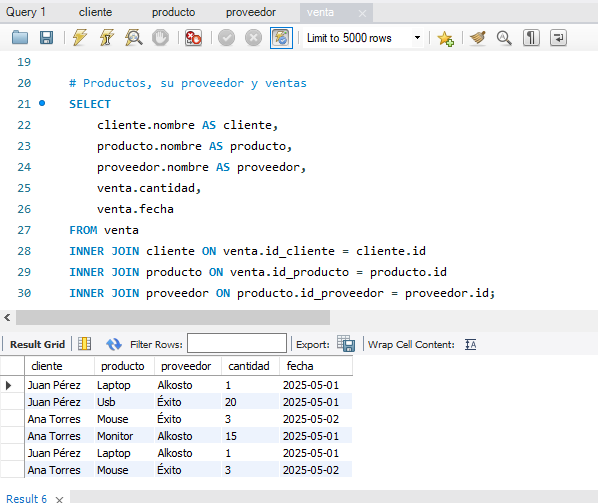 Query 1 cliente producto proveedor venta
Limit to 5000 rows
19
20 # Productos, su proveedor y ventas
21 SELECT
22 cliente.nombre AS cliente,
23 producto.nombre AS producto,
24 proveedor.nombre AS proveedor,
25 venta.cantidad,
26 venta.fecha
27 FROM venta
28 INNER JOIN cliente ON venta.id_cliente = cliente.id
29 INNER JOIN producto ON venta.id_producto = producto.id
30 INNER JOIN proveedor ON producto.id_proveedor = proveedor.id;
Result Grid Filter Rows: Export: Wrap Cell Content:
cliente producto proveedor cantidad fecha
Juan Pérez Laptop Alkosto 1 2025-05-01
Juan Pérez Usb Éxito 20 2025-05-01
Ana Torres Mouse Éxito 3 2025-05-02
Ana Torres Monitor Alkosto 15 2025-05-01
Juan Pérez Laptop Alkosto 1 2025-05-01
Ana Torres Mouse Éxito 3 2025-05-02
Result 6